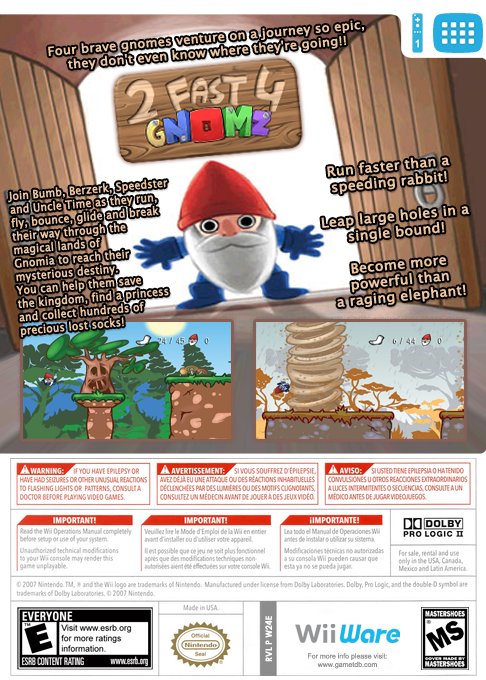 Four brave gnomes venture on a journey so epic,
they don't even know where they're going!!
1
2 FAST 4
GNOMZ
Join Bumb, Berzerk, Speedster
and Uncle Time as they run,
fly, bounce, glide and break
their way through the
magical lands of
Gnomia to reach their
mysterious destiny.
You can help them save
the kingdom, find a princess
and collect hundreds of
precious lost socks!
Run faster than a
speeding rabbit!
Leap large holes in a
single bound!
Become more
powerful than
a raging elephant!
24 / 45 0
6 / 44 0
WARNING: IF YOU HAVE EPILEPSY OR
HAVE HAD SEIZURES OR OTHER UNUSUAL REACTIONS
TO FLASHING LIGHTS OR PATTERNS, CONSULT A
DOCTOR BEFORE PLAYING VIDEO GAMES.
AVERTISSEMENT: SI VOUS SOUFFREZ D'ÉPILEPSIE,
AVEZ DÉJÀ EU UNE ATTAQUE OU DES RÉACTIONS INHABITUELLES
DÉCLENCHÉES PAR DES LUMIÈRES OU DES MOTIFS CLIGNOTANTS,
CONSULTEZ UN MÉDECIN AVANT DE JOUER À DES JEUX VIDÉO.
AVISO: SI USTED TIENE EPILEPSIA O HA TENIDO
CONVULSIONES U OTRAS REACCIONES EXTRAORDINARIOS
A LUCES INTERMITENTES O SECUENCIAS, CONSULTE A UN
MÉDICO ANTES DE JUGAR VIDEOJUEGOS.
IMPORTANT!
Read the Wii Operations Manual completely
before setup or use of your system.
Unauthorized technical modifications
to your Wii console may render this
game unplayable.
IMPORTANT!
Veuillez lire le Mode d'Emploi de la Wii en entier
avant d'installer ou d'utiliser votre appareil.
Il est possible que ce jeu ne soit plus fonctionnel
après que des modifications techniques non-
autorisées aient été effectuées sur votre console Wii.
¡IMPORTANT!
Lea todo el Manual de Operaciones Wii
antes de instalar o utilizar su sistema.
Modificaciones técnicas no autorizadas
a su consola Wii pueden causar que
esta ya no se pueda jugar.
DOLBY
PRO LOGIC II
For sale, rental and use
only in the USA, Canada,
Mexico and Latin America.
© 2007 Nintendo.TM, ® and the Wii logo are trademarks of Nintendo. Manufactured under license from Dolby Laboratories. Dolby, Pro Logic, and the double-D symbol are
trademarks of Dolby Laboratories. © 2007 Nintendo.
EVERYONE
E
Visit www.esrb.org
for more ratings
information.
ESRB CONTENT RATING www.esrb.org
Made in USA
Official
Nintendo
Seal
RVL P W24E
WiiWare
For more info please visit:
www.gametdb.com
MASTERSHOES
MS
COVER MADE BY
MASTERSHOES